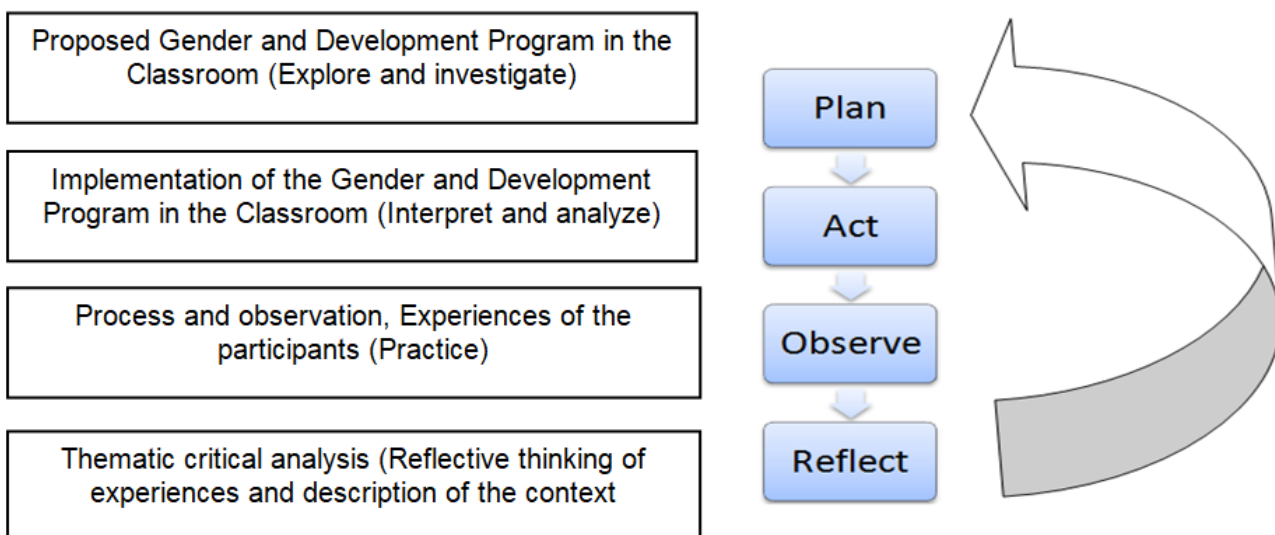 Proposed Gender and Development Program in the
Classroom (Explore and investigate)
Plan
Implementation of the Gender and Development
Program in the Classroom (Interpret and analyze)
Act
Process and observation, Experiences of the
participants (Practice)
Observe
Thematic critical analysis (Reflective thinking of
experiences and description of the context
Reflect